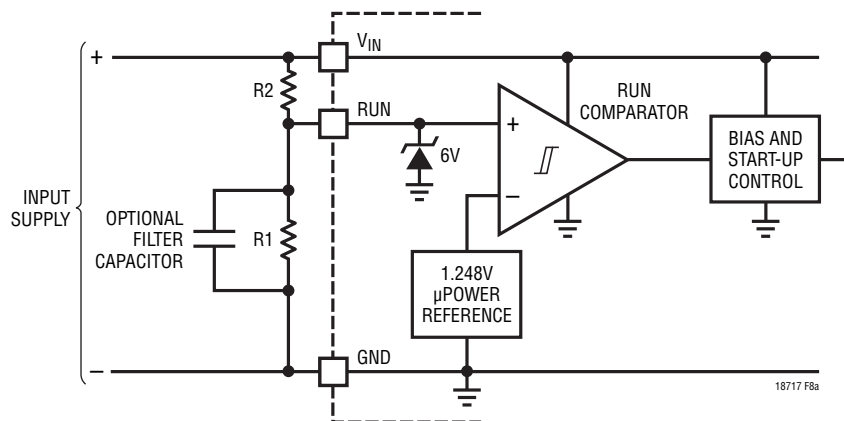 +
V_IN
R2
RUN
RUN
COMPARATOR
+
6V
BIAS AND
START-UP
CONTROL
INPUT
SUPPLY
OPTIONAL
FILTER
CAPACITOR
R1
–
1.248V
µPOWER
REFERENCE
–
GND
18717 F8a